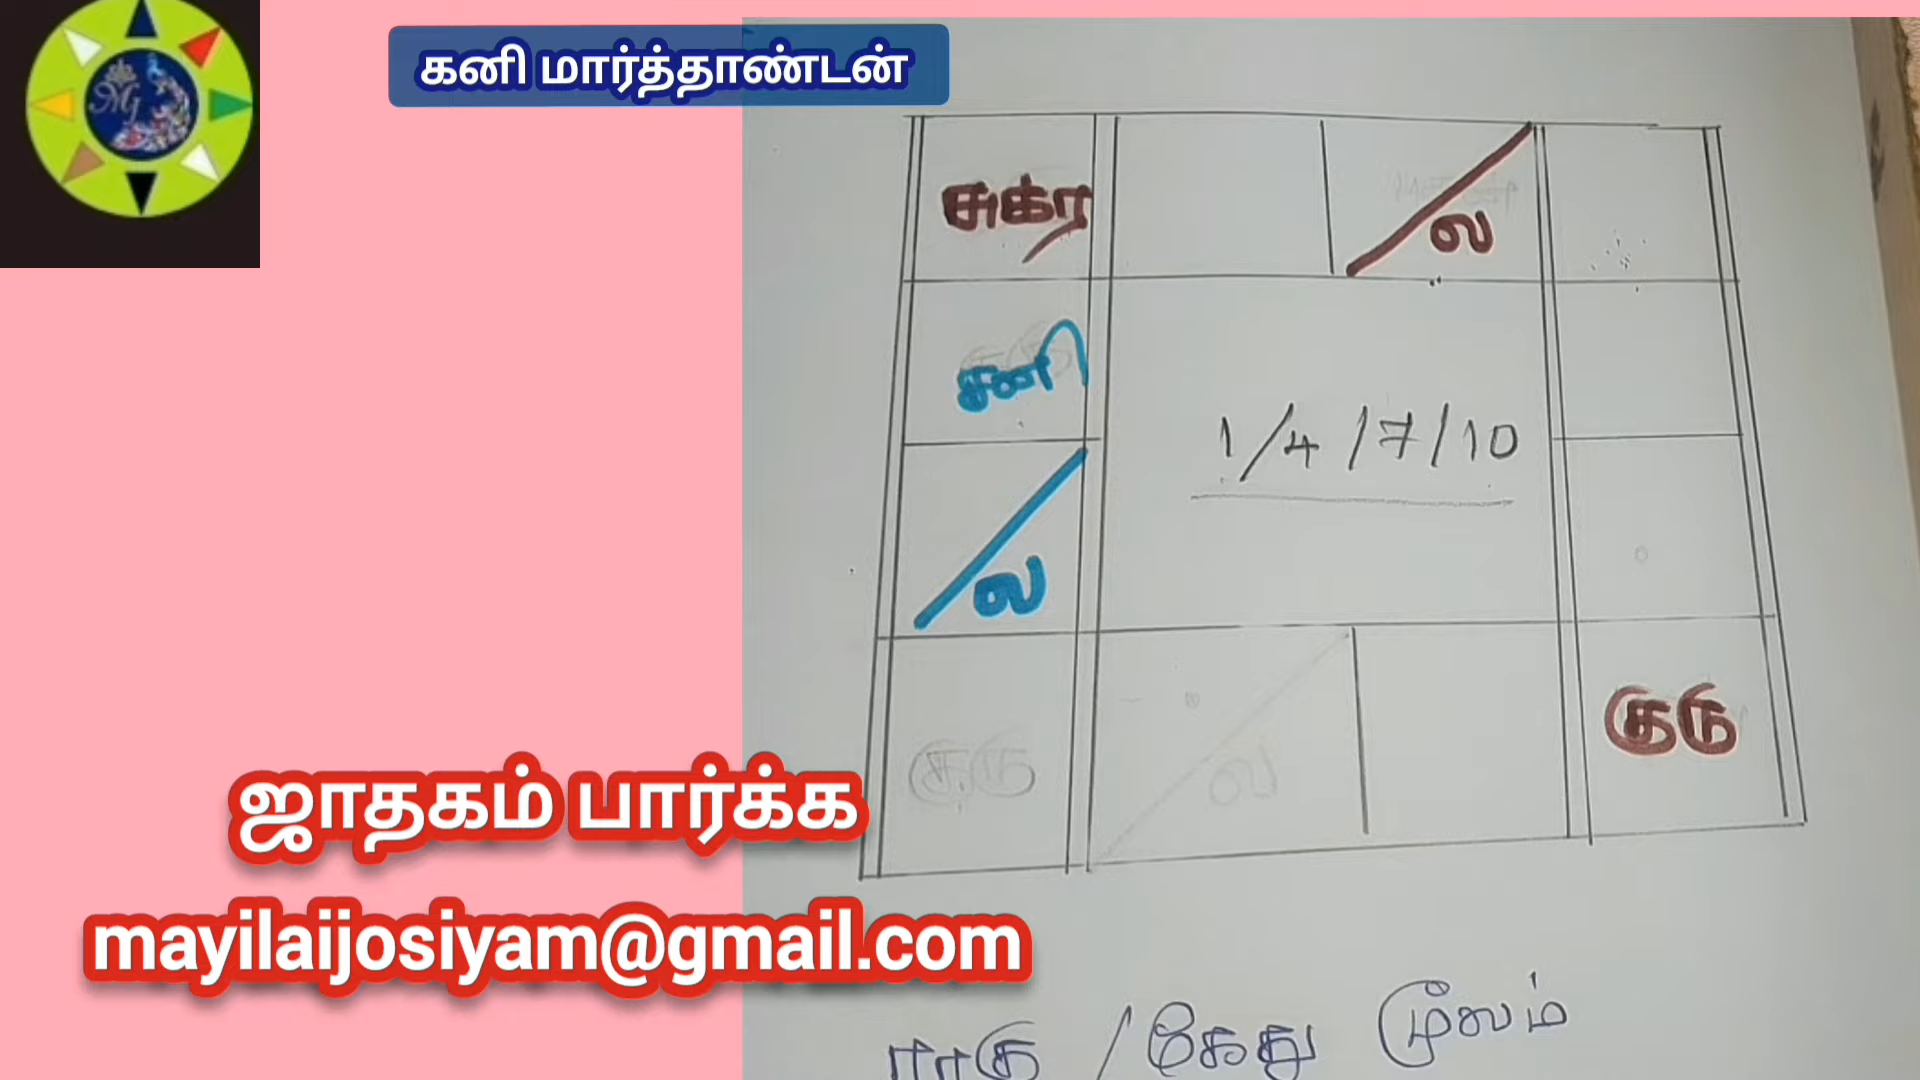 கனி மார்த்தாண்டன்
சுக்ர
ல
சனி
1/4/7/10
ல
குரு
குரு
ல
ஜாதகம் பார்க்க
mayilaijosiyam@gmail.com
ராகு / கேது மூலம்